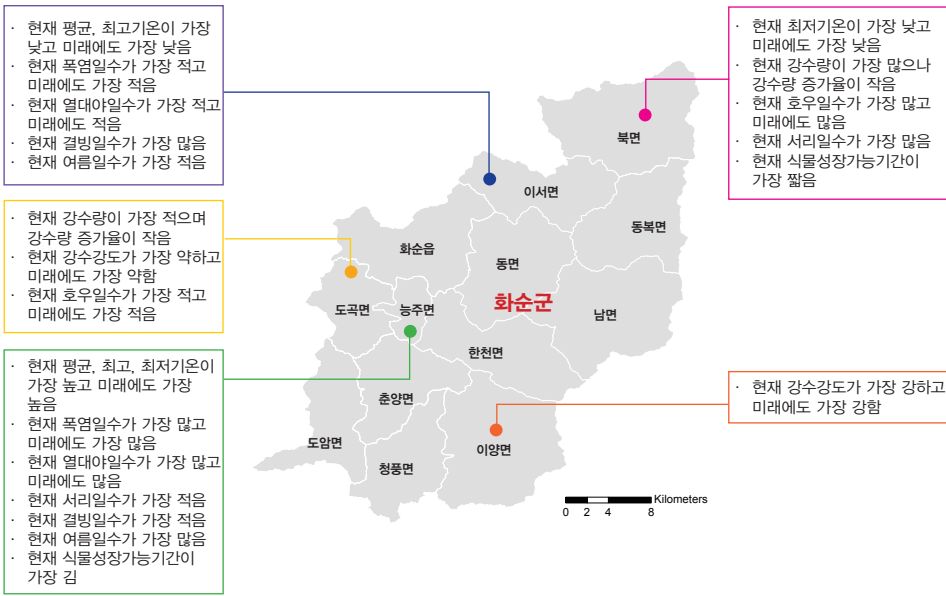 · 현재 평균, 최고기온이 가장
낮고 미래에도 가장 낮음
· 현재 폭염일수가 가장 적고
미래에도 가장 적음
· 현재 열대야일수가 가장 적고
미래에도 적음
· 현재 결빙일수가 가장 많음
· 현재 여름일수가 가장 적음
· 현재 강수량이 가장 적으며
강수량 증가율이 작음
· 현재 강수강도가 가장 약하고
미래에도 가장 약함
· 현재 호우일수가 가장 적고
미래에도 가장 적음
· 현재 평균, 최고, 최저기온이
가장 높고 미래에도 가장
높음
· 현재 폭염일수가 가장 많고
미래에도 가장 많음
· 현재 열대야일수가 가장 많고
미래에도 많음
· 현재 서리일수가 가장 적음
· 현재 결빙일수가 가장 적음
· 현재 여름일수가 가장 많음
· 현재 식물성장가능기간이
가장 김
· 현재 최저기온이 가장 낮고
미래에도 가장 낮음
· 현재 강수량이 가장 많으나
강수량 증가율이 작음
· 현재 호우일수가 가장 많고
미래에도 많음
· 현재 서리일수가 가장 많음
· 현재 식물성장가능기간이
가장 짧음
· 현재 강수강도가 가장 강하고
미래에도 가장 강함
북면
이서면
동복면
화순읍
동면
화순군
도곡면
능주면
남면
한천면
춘양면
도암면
이양면
청풍면
Kilometers
0 2 4 8